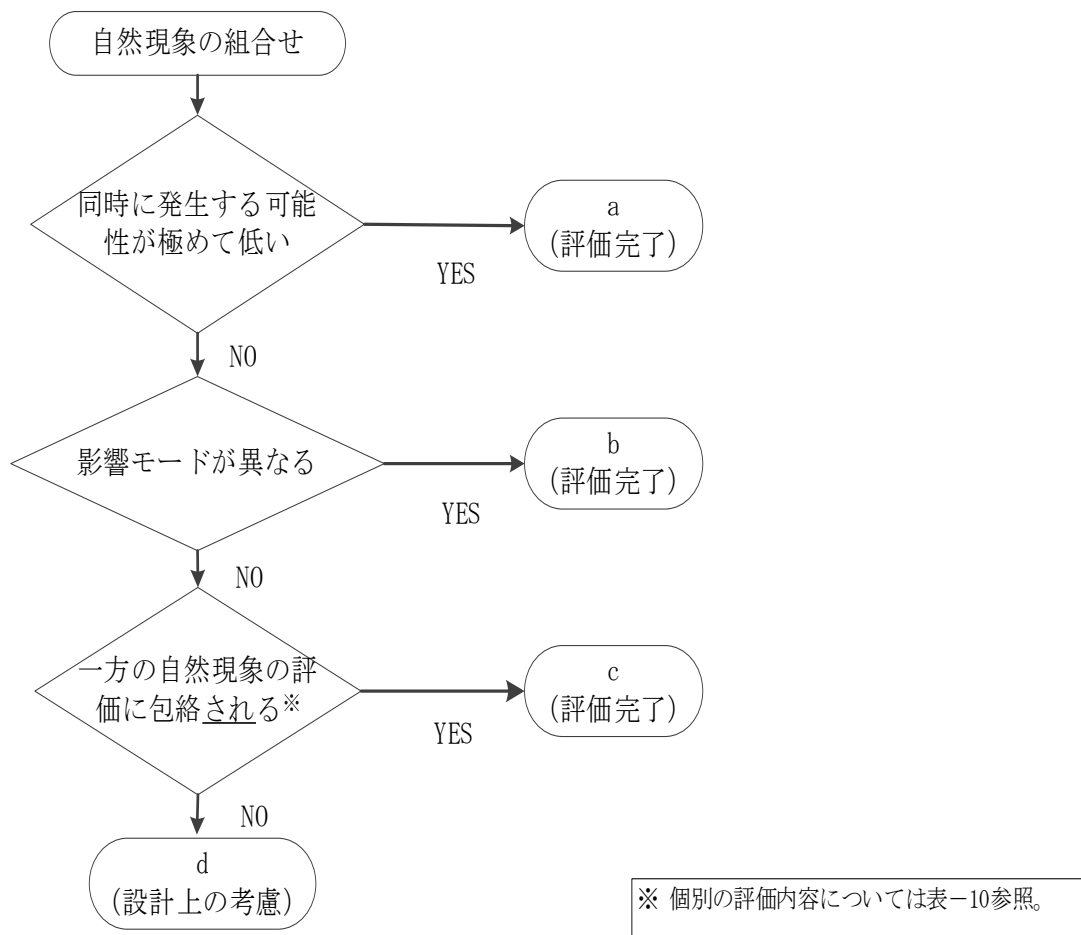 自然現象の組合せ
同時に発生する可能
性が極めて低い
YES
a
(評価完了)
NO
影響モードが異なる
YES
b
(評価完了)
NO
一方の自然現象の評
価に包絡される※
YES
c
(評価完了)
NO
d
(設計上の考慮)
※ 個別の評価内容については表－10参照。